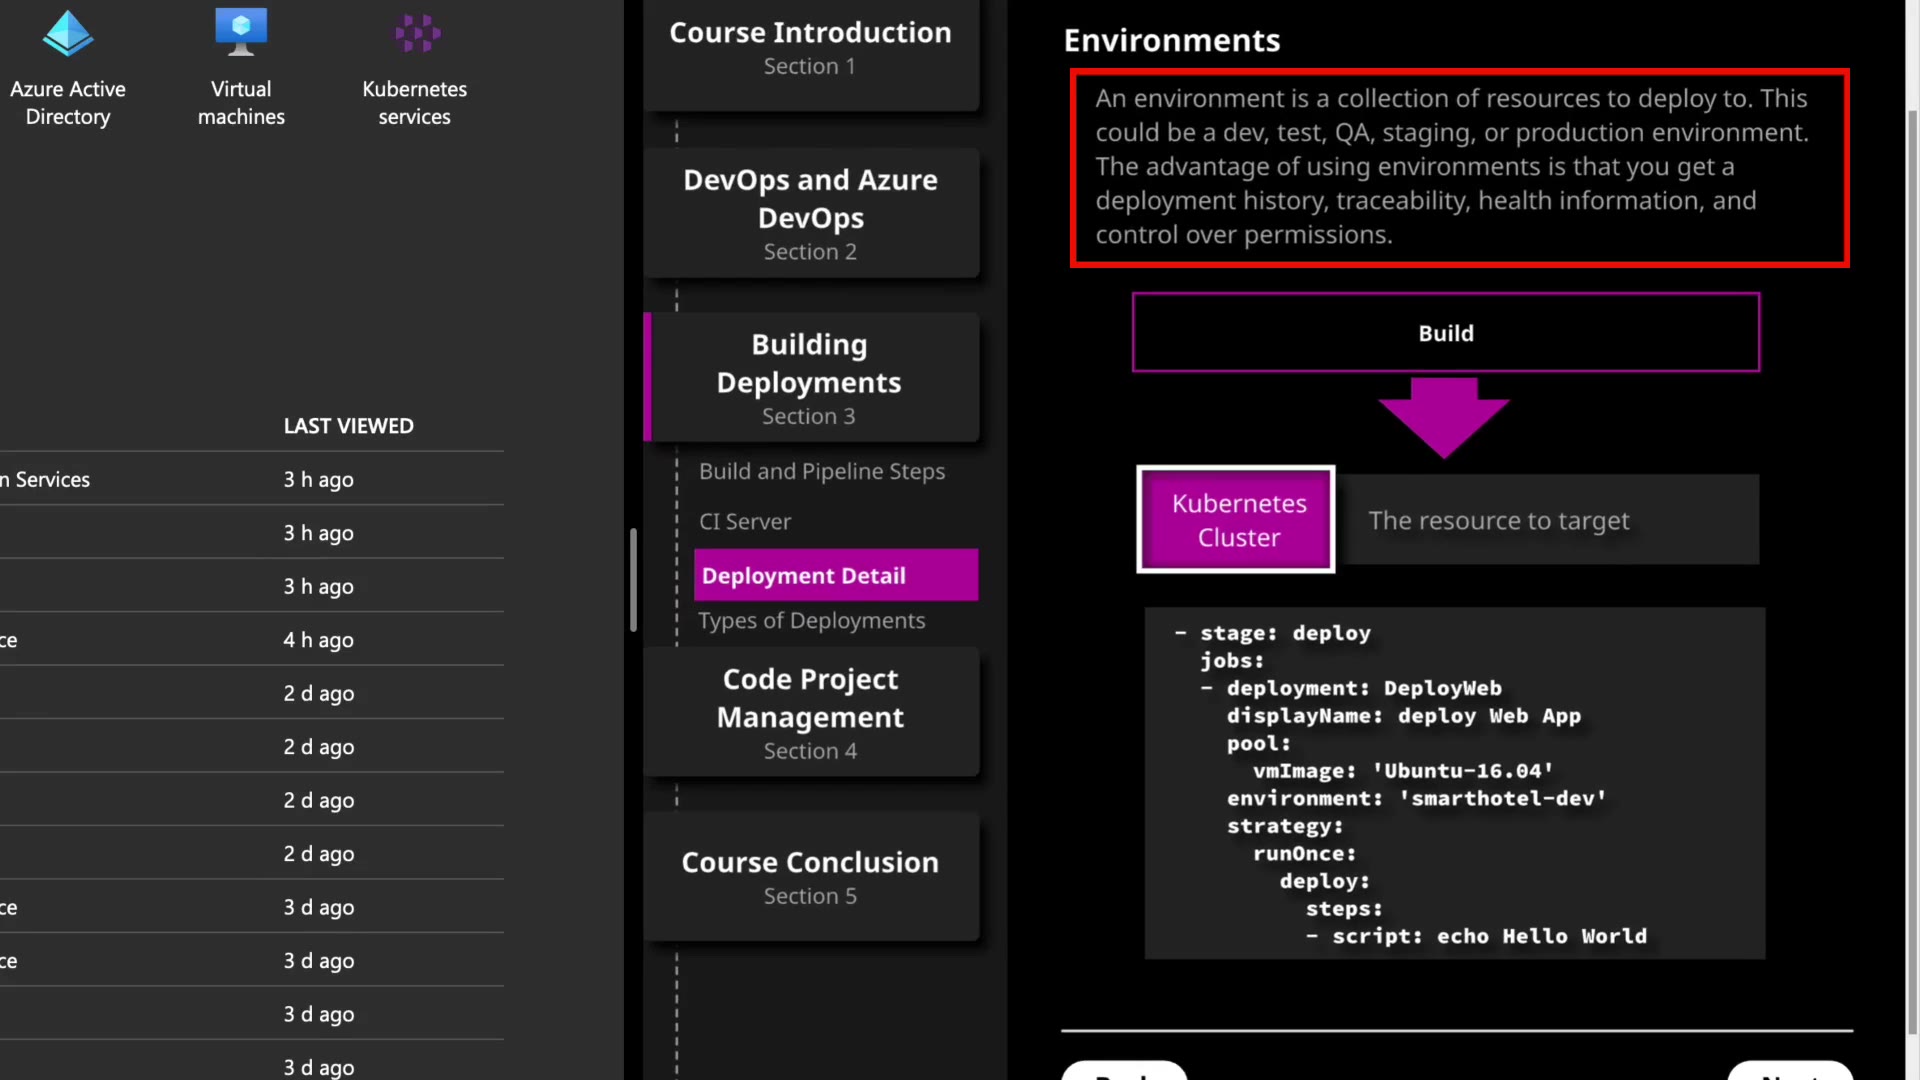 Azure Active
Directory
Virtual
machines
Kubernetes
services
LAST VIEWED
n Services
3 h ago
3 h ago
3 h ago
ce
4 h ago
2 d ago
2 d ago
2 d ago
2 d ago
ce
3 d ago
ce
3 d ago
3 d ago
3 d ago
Course Introduction
Section 1
DevOps and Azure
DevOps
Section 2
Building
Deployments
Section 3
Build and Pipeline Steps
CI Server
Deployment Detail
Types of Deployments
Code Project
Management
Section 4
Course Conclusion
Section 5
Environments
An environment is a collection of resources to deploy to. This
could be a dev, test, QA, staging, or production environment.
The advantage of using environments is that you get a
deployment history, traceability, health information, and
control over permissions.
Build
Kubernetes
Cluster
The resource to target
- stage: deploy
jobs:
- deployment: DeployWeb
displayName: deploy Web App
pool:
vmImage: 'Ubuntu-16.04'
environment: 'smarthotel-dev'
strategy:
runOnce:
deploy:
steps:
- script: echo Hello World